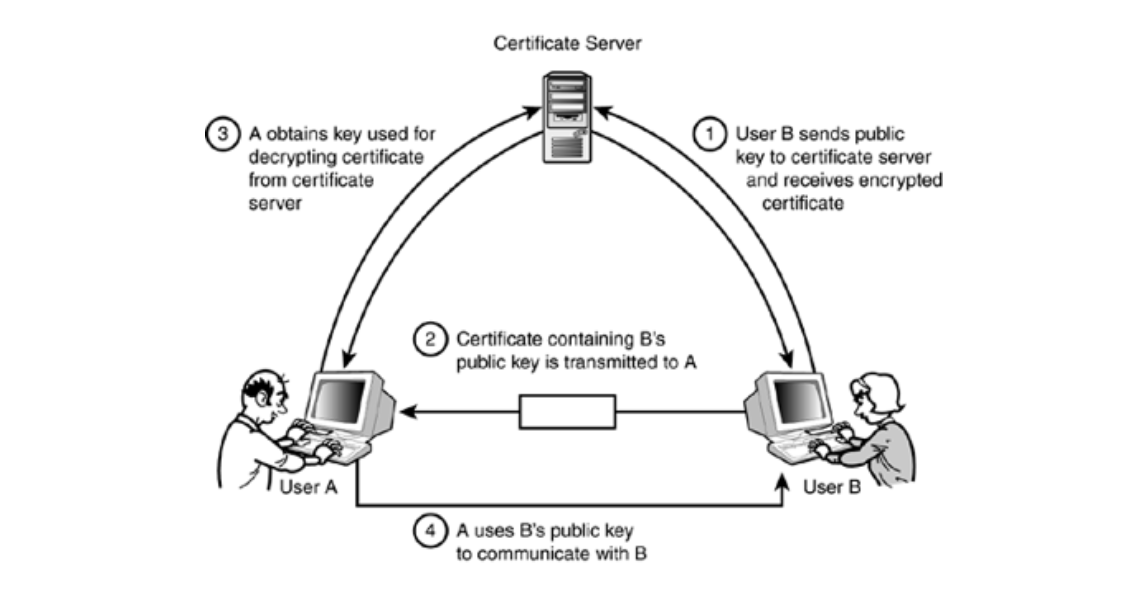 Certificate Server
3 A obtains key used for
decrypting certificate
from certificate
server
1 User B sends public
key to certificate server
and receives encrypted
certificate
2 Certificate containing B's
public key is transmitted to A
User A
User B
4 A uses B's public key
to communicate with B